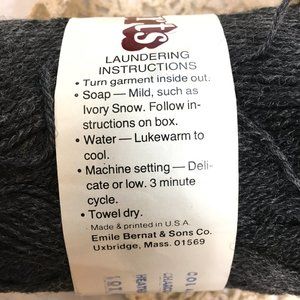 LAUNDERING
INSTRUCTIONS
• Turn garment inside out.
• Soap — Mild, such as
Ivory Snow. Follow in-
structions on box.
• Water — Lukewarm to
cool.
• Machine setting — Deli-
cate or low. 3 minute
cycle.
• Towel dry.
· Made & printed in U.S.A.
Emile Bernat & Sons Co.
Uxbridge, Mass. 01569